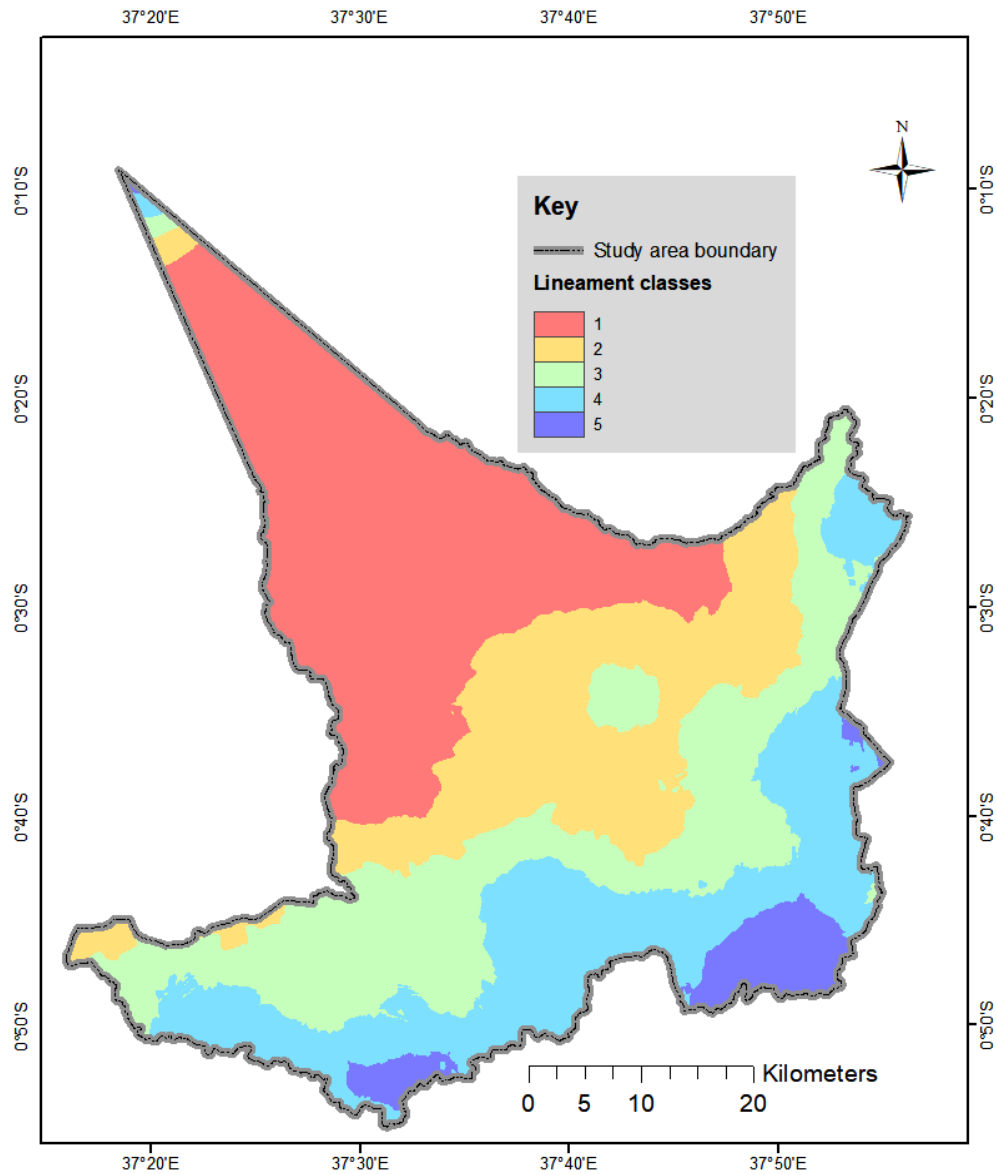 37°20'E 37°30'E 37°40'E 37°50'E
N
0°10'S 0°10'S
Key
Study area boundary
Lineament classes
1
2
3
4
5
0°20'S 0°20'S
0°30'S 0°30'S
0°40'S 0°40'S
0°50'S 0°50'S
Kilometers
0 5 10 20
37°20'E 37°30'E 37°40'E 37°50'E